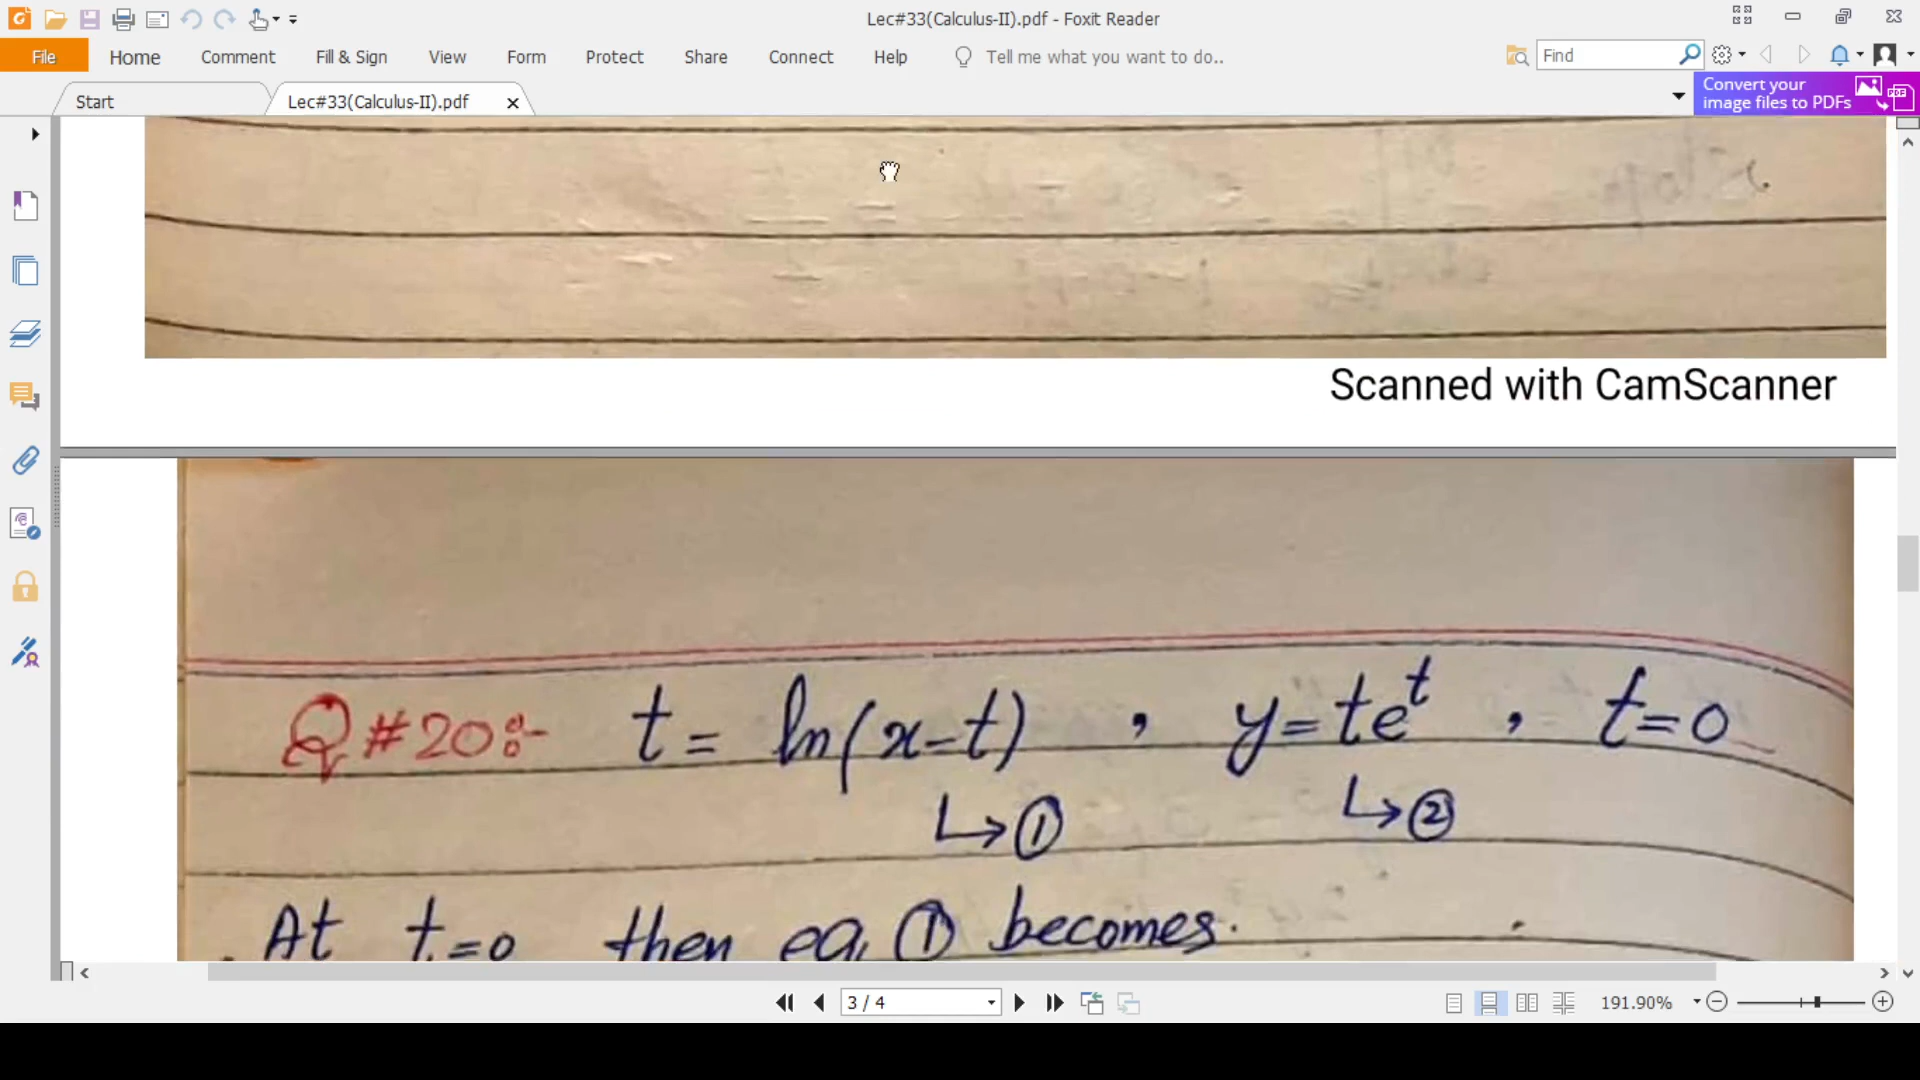 Lec#33(Calculus-II).pdf - Foxit Reader
File Home Comment Fill & Sign View Form Protect Share Connect Help Tell me what you want to do.. Find
Start Lec#33(Calculus-II).pdf
Convert your
image files to PDFs
Scanned with CamScanner
Q#20:- t = ln(x-t) , y = te^t , t=0
↳① ↳②
At t=0 then eq ① becomes.
3 / 4 191.90%